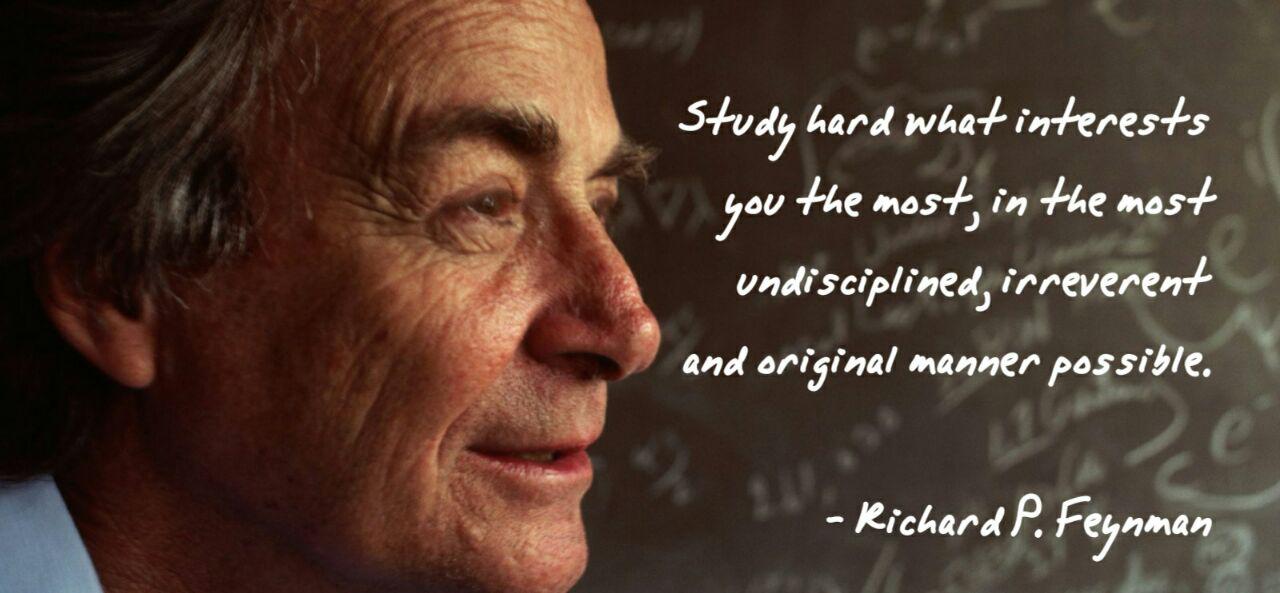 Study hard what interests
you the most, in the most
undisciplined, irreverent
and original manner possible.
- Richard P. Feynman